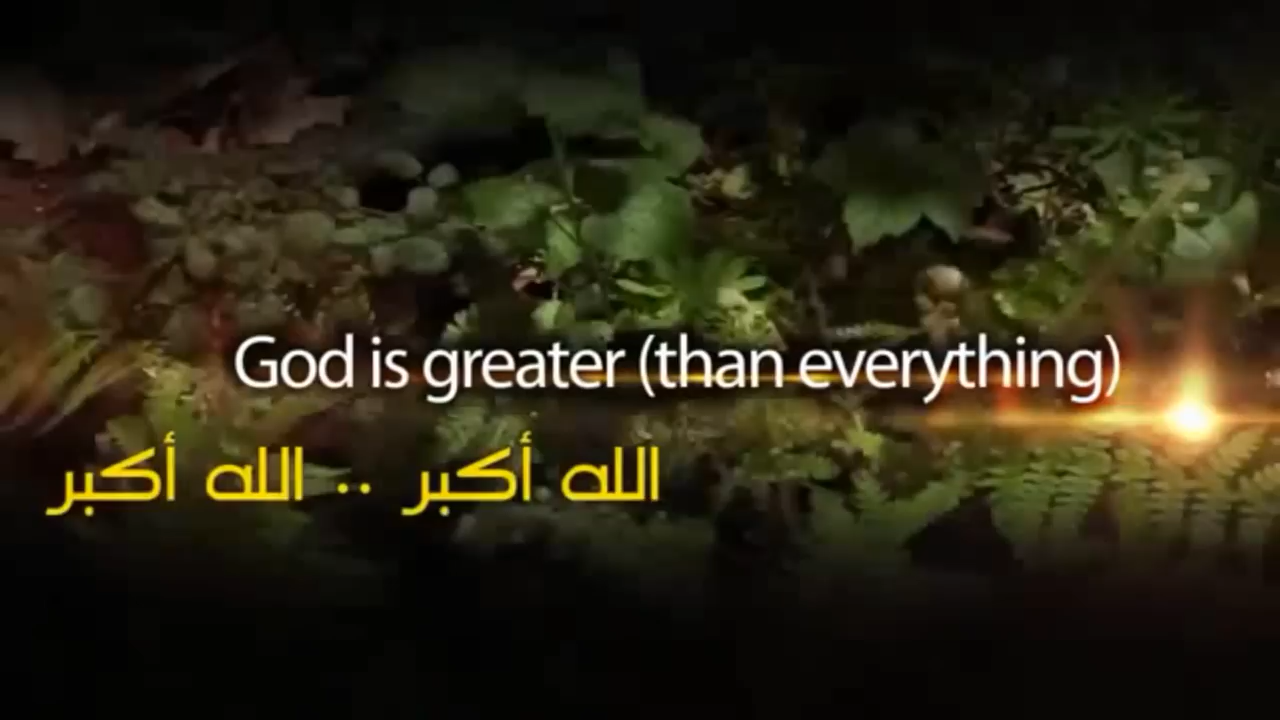 God is greater (than everything)
الله أكبر .. الله أكبر